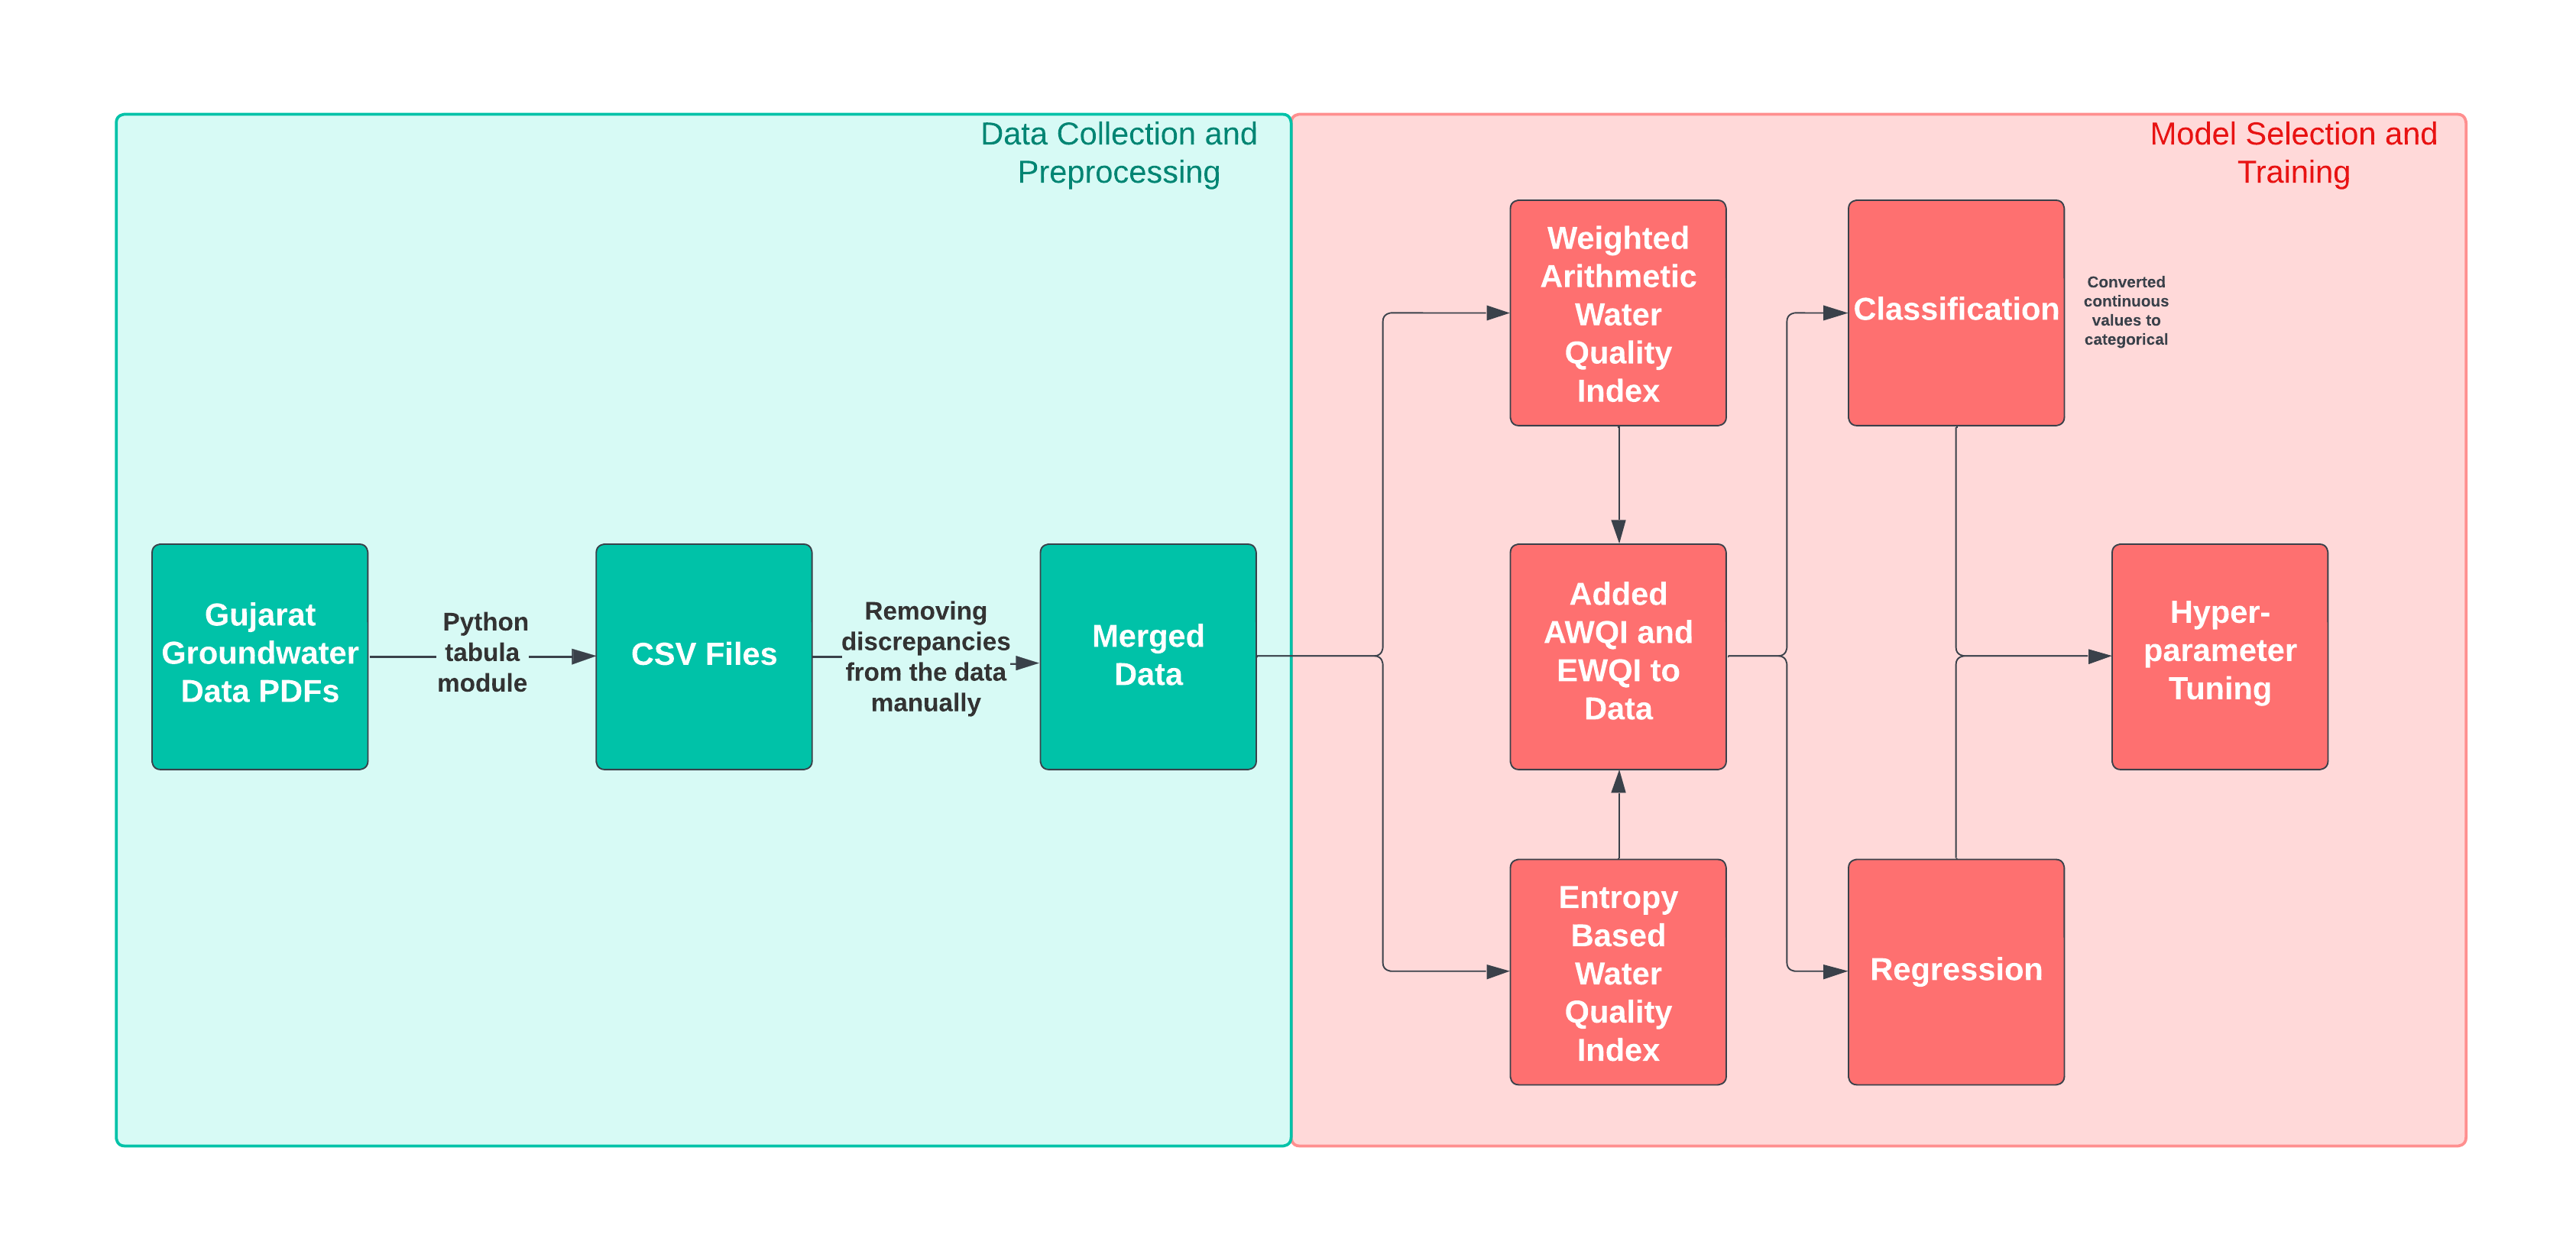 Data Collection and
Preprocessing
Gujarat
Groundwater
Data PDFs
Python
tabula
module
CSV Files
Removing
discrepancies
from the data
manually
Merged
Data
Model Selection and
Training
Weighted
Arithmetic
Water
Quality
Index
Added
AWQI and
EWQI to
Data
Entropy
Based
Water
Quality
Index
Classification
Converted
continuous
values to
categorical
Regression
Hyper-
parameter
Tuning